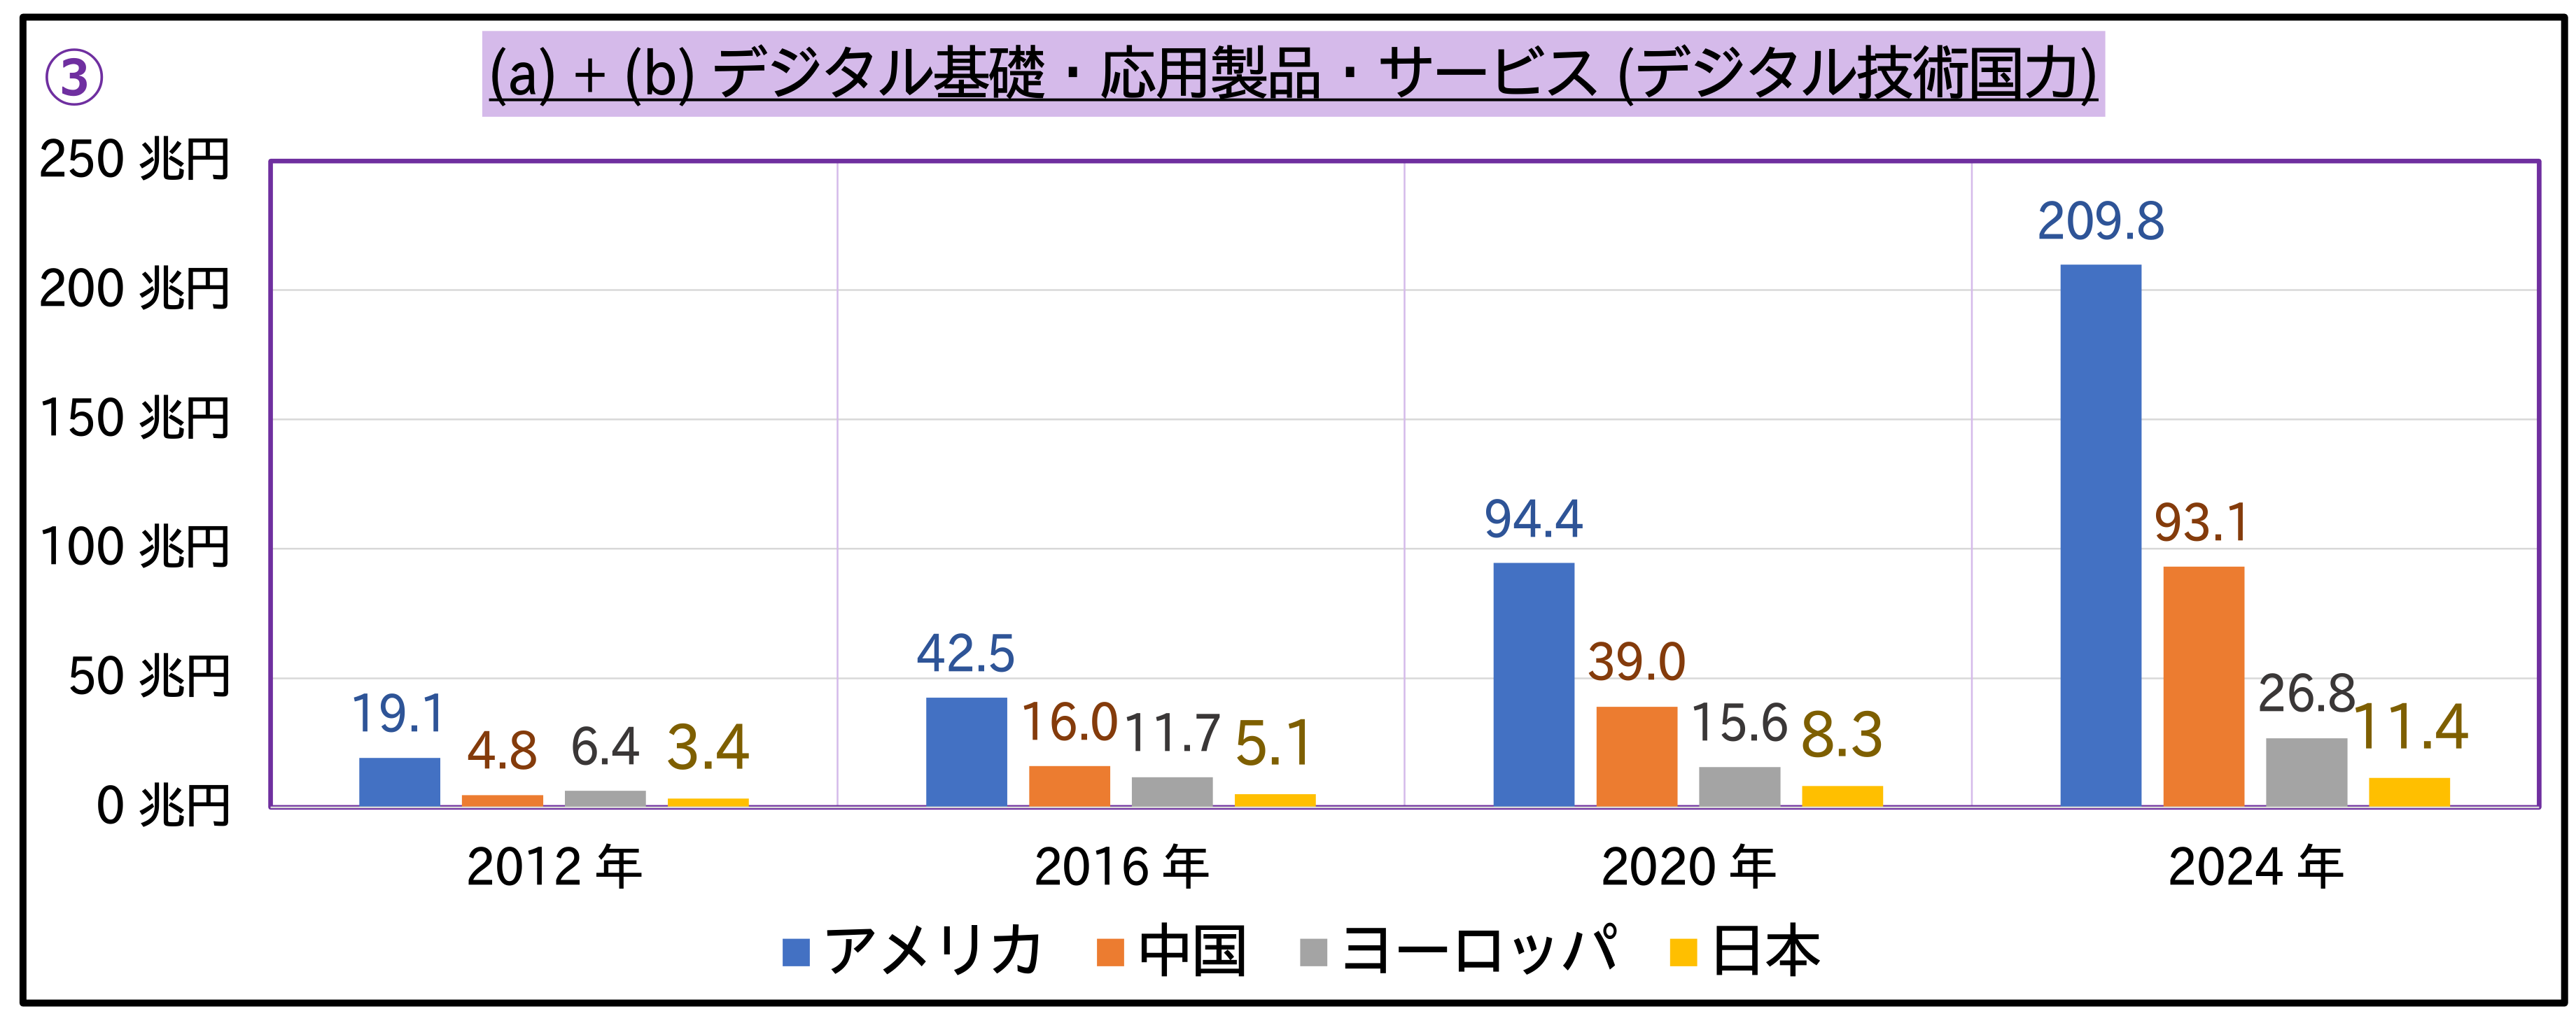 ③
(a) + (b) デジタル基礎・応用製品・サービス (デジタル技術国力)
250 兆円
200 兆円
150 兆円
100 兆円
50 兆円
0 兆円
19.1
4.8
6.4
3.4
42.5
16.0
11.7
5.1
94.4
39.0
15.6
8.3
209.8
93.1
26.8
11.4
2012 年
2016 年
2020 年
2024 年
アメリカ 中国 ヨーロッパ 日本